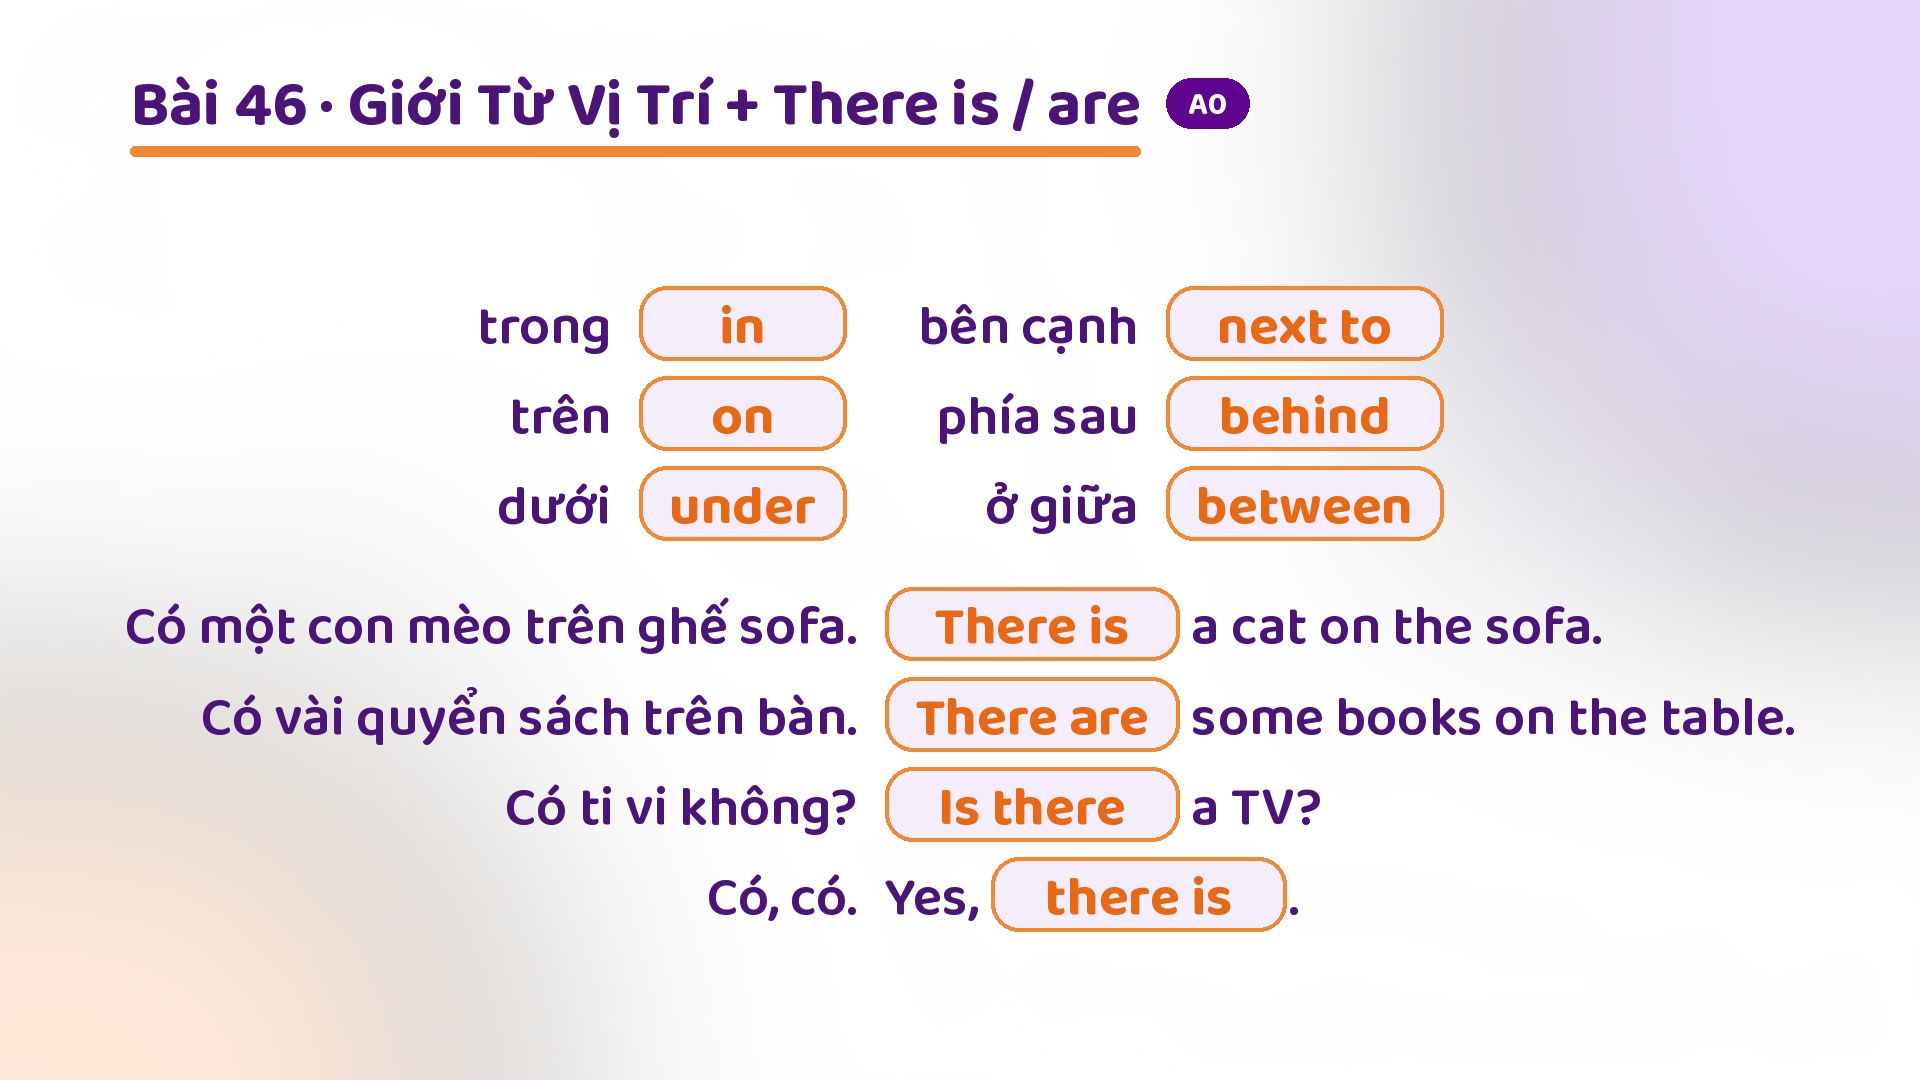 Bài 46 · Giới Từ Vị Trí + There is / are A0
trong in bên cạnh next to
trên on phía sau behind
dưới under ở giữa between
Có một con mèo trên ghế sofa. There is a cat on the sofa.
Có vài quyển sách trên bàn. There are some books on the table.
Có ti vi không? Is there a TV?
Có, có. Yes, there is.